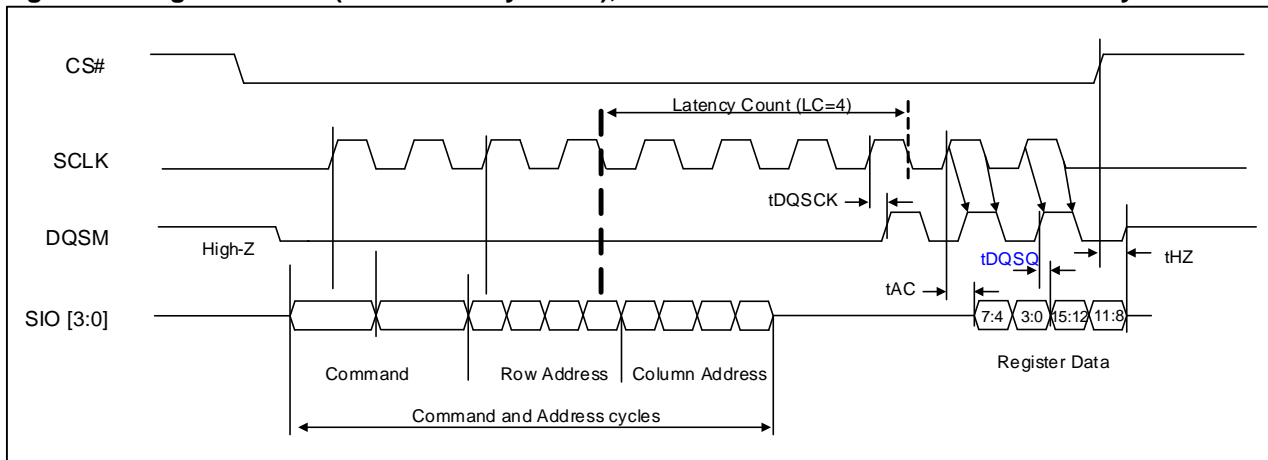 CS#
Latency Count (LC=4)
SCLK
tDQSCK
DQSM
High-Z
tDQSQ
tHZ
tAC
SIO [3:0]
7:4 3:0 15:12 11:8
Register Data
Command Row Address Column Address
Command and Address cycles